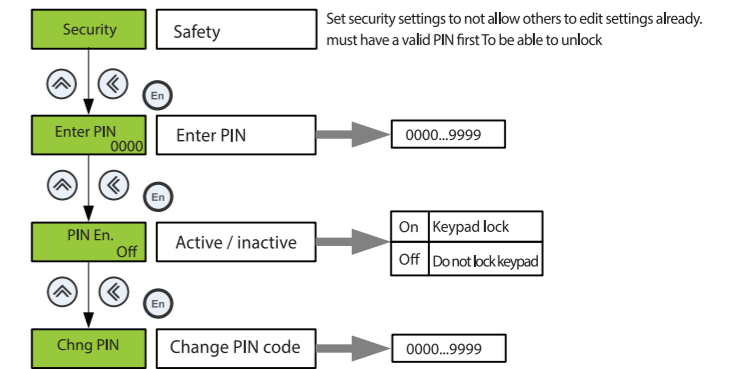 Security
Safety
Set security settings to not allow others to edit settings already.
must have a valid PIN first To be able to unlock
En
Enter PIN
0000
Enter PIN
0000...9999
En
PIN En.
Off
Active / inactive
On Keypad lock
Off Do not lock keypad
En
Chng PIN
Change PIN code
0000...9999